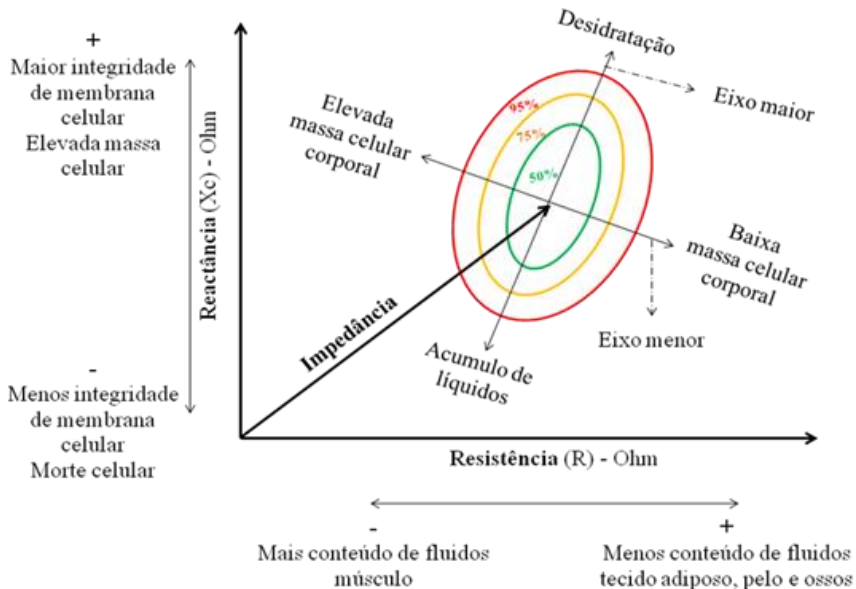 +
Maior integridade
de membrana
celular
Elevada massa
celular
Reactância (Xc) - Ohm
-
Menos integridade
de membrana
celular
Morte celular
Desidratação
Eixo maior
Elevada
massa celular
corporal
95%
75%
50%
Baixa
massa celular
corporal
Eixo menor
Impedância
Acumulo de
líquidos
Resistência (R) - Ohm
-
Mais conteúdo de fluidos
músculo
+
Menos conteúdo de fluidos
tecido adiposo, pelo e ossos